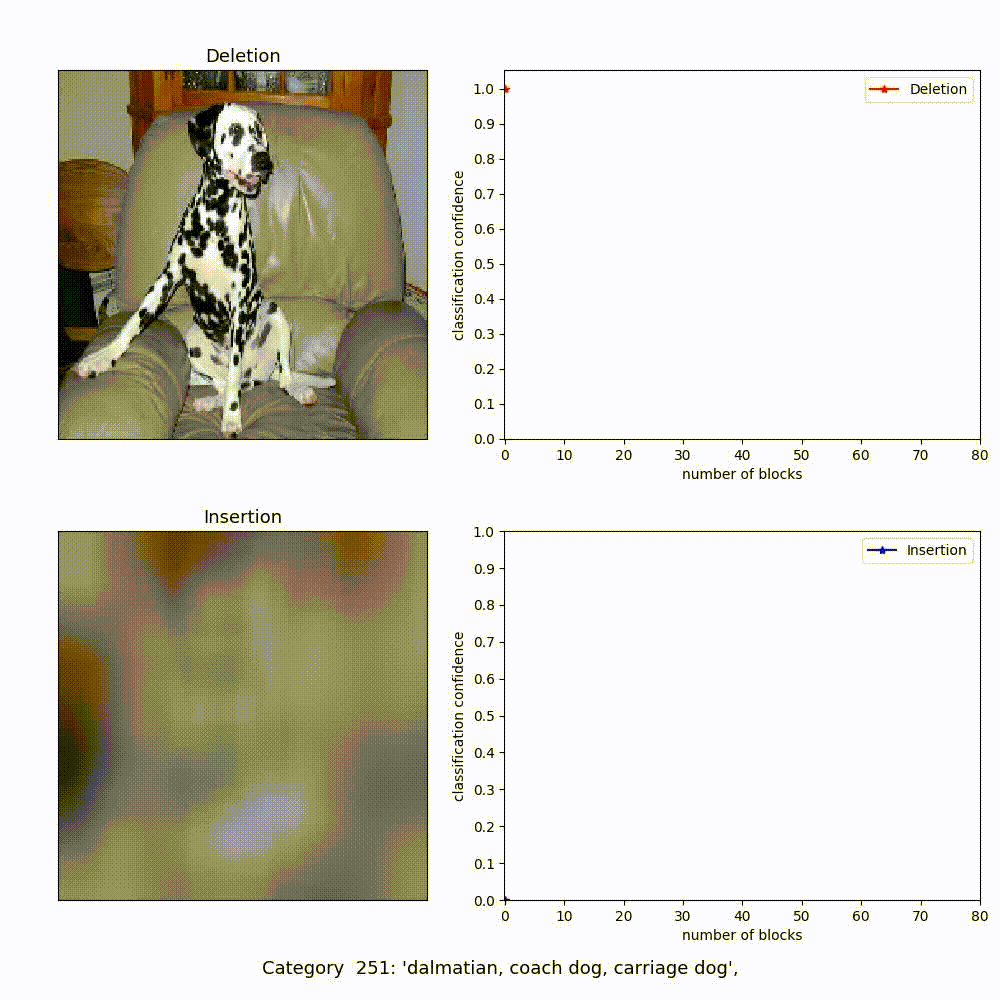 Deletion
1.0
0.9
0.8
0.7
0.6
0.5
0.4
0.3
0.2
0.1
0.0
classification confidence
Deletion
0 10 20 30 40 50 60 70 80
number of blocks
Insertion
1.0
0.9
0.8
0.7
0.6
0.5
0.4
0.3
0.2
0.1
0.0
classification confidence
Insertion
0 10 20 30 40 50 60 70 80
number of blocks
Category  251: 'dalmatian, coach dog, carriage dog',